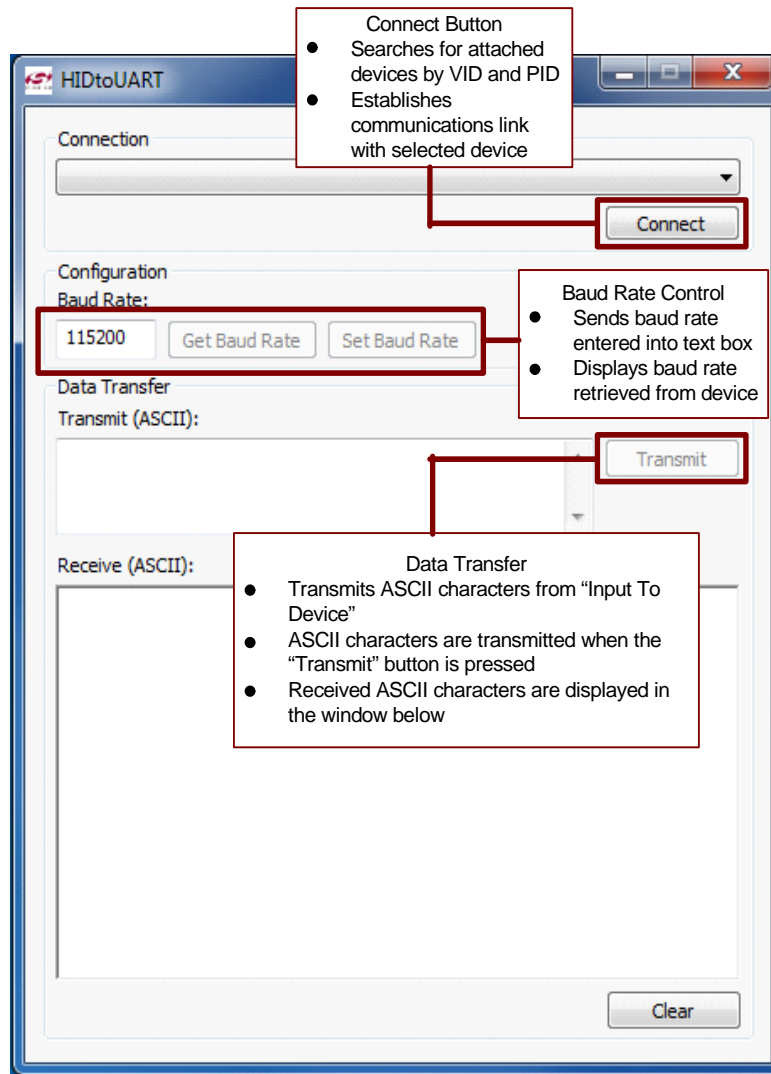 Connect Button
● Searches for attached
devices by VID and PID
● Establishes
communications link
with selected device
HIDtoUART
Connection
Connect
Configuration
Baud Rate:
115200 Get Baud Rate Set Baud Rate
Baud Rate Control
● Sends baud rate
entered into text box
● Displays baud rate
retrieved from device
Data Transfer
Transmit (ASCII):
Transmit
Receive (ASCII):
Data Transfer
● Transmits ASCII characters from “Input To
Device”
● ASCII characters are transmitted when the
“Transmit” button is pressed
● Received ASCII characters are displayed in
the window below
Clear